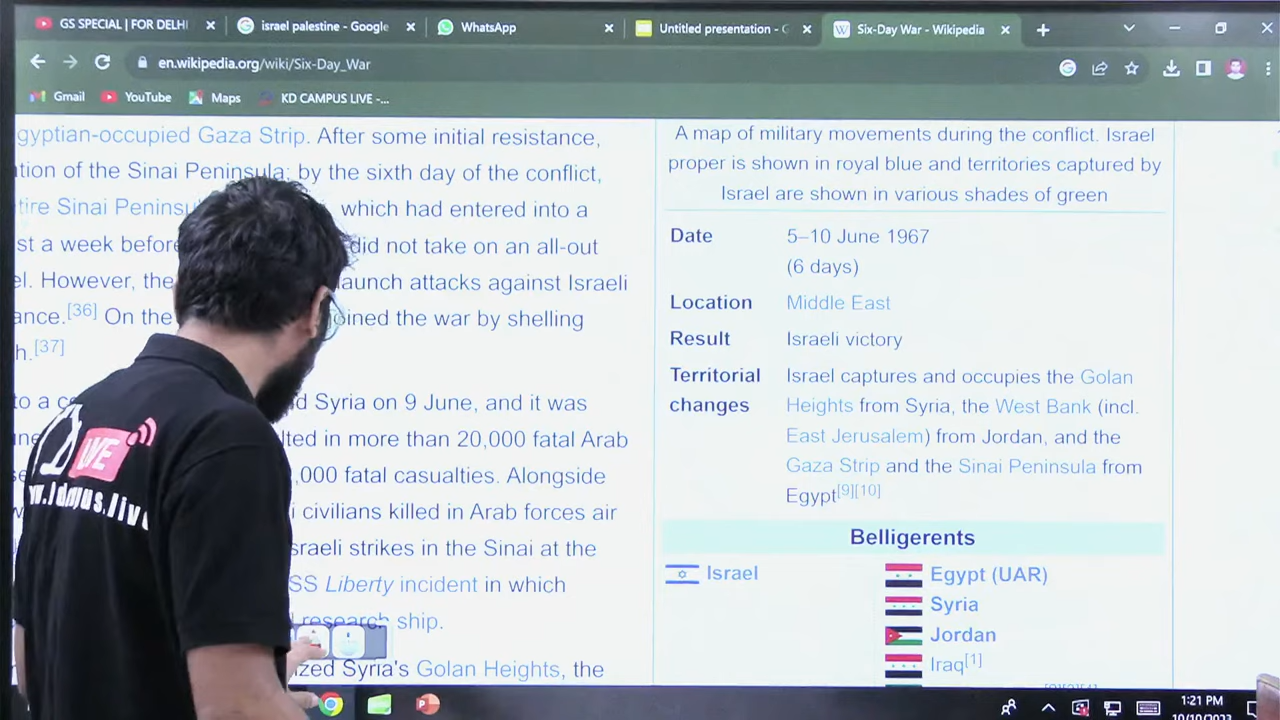 GS SPECIAL | FOR DELHI
israel palestine - Google
WhatsApp
Untitled presentation - G
Six-Day War - Wikipedia
en.wikipedia.org/wiki/Six-Day_War
Gmail
YouTube
Maps
KD CAMPUS LIVE -...
gyptian-occupied Gaza Strip. After some initial resistance,
tion of the Sinai Peninsula; by the sixth day of the conflict,
tire Sinai Peninsu which had entered into a
st a week before did not take on an all-out
el. However, the launch attacks against Israeli
ance.[36] On the joined the war by shelling
h.[37]
to a c d Syria on 9 June, and it was
une lted in more than 20,000 fatal Arab
se ,000 fatal casualties. Alongside
i civilians killed in Arab forces air
sraeli strikes in the Sinai at the
SS Liberty incident in which
research ship.
zed Syria's Golan Heights, the
A map of military movements during the conflict. Israel
proper is shown in royal blue and territories captured by
Israel are shown in various shades of green
Date 5–10 June 1967
(6 days)
Location Middle East
Result Israeli victory
Territorial changes Israel captures and occupies the Golan
Heights from Syria, the West Bank (incl.
East Jerusalem) from Jordan, and the
Gaza Strip and the Sinai Peninsula from
Egypt[9][10]
Belligerents
Israel
Egypt (UAR)
Syria
Jordan
Iraq[1]
LIVE
1:21 PM
10/10/2023